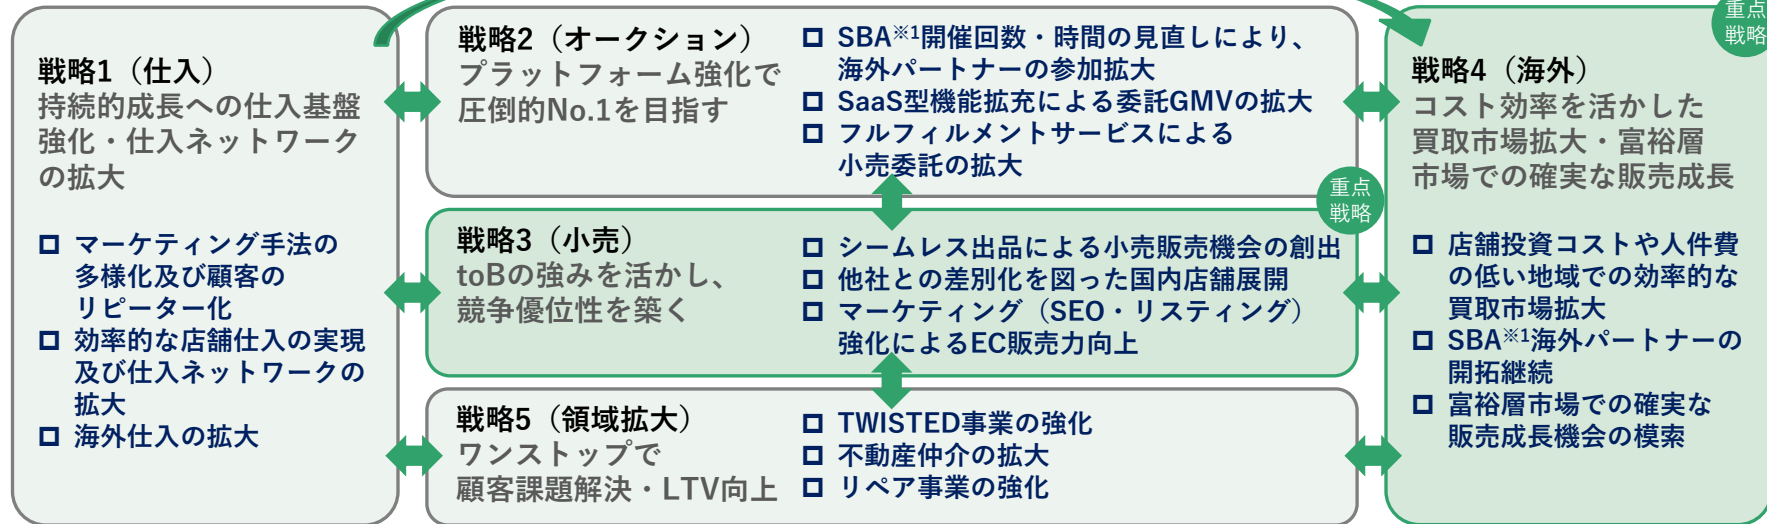 戦略1（仕入）
持続的成長への仕入基盤
強化・仕入ネットワーク
の拡大
マーケティング手法の
多様化及び顧客の
リピーター化
効率的な店舗仕入の実現
及び仕入ネットワークの
拡大
海外仕入の拡大
戦略2（オークション）
プラットフォーム強化で
圧倒的No.1を目指す
SBA※1開催回数・時間の見直しにより、
海外パートナーの参加拡大
SaaS型機能拡充による委託GMVの拡大
フルフィルメントサービスによる
小売委託の拡大
重点
戦略
戦略3（小売）
toBの強みを活かし、
競争優位性を築く
シームレス出品による小売販売機会の創出
他社との差別化を図った国内店舗展開
マーケティング（SEO・リスティング）
強化によるEC販売力向上
戦略5（領域拡大）
ワンストップで
顧客課題解決・LTV向上
TWISTED事業の強化
不動産仲介の拡大
リペア事業の強化
重点
戦略
戦略4（海外）
コスト効率を活かした
買取市場拡大・富裕層
市場での確実な販売成長
店舗投資コストや人件費
の低い地域での効率的な
買取市場拡大
SBA※1海外パートナーの
開拓継続
富裕層市場での確実な
販売成長機会の模索